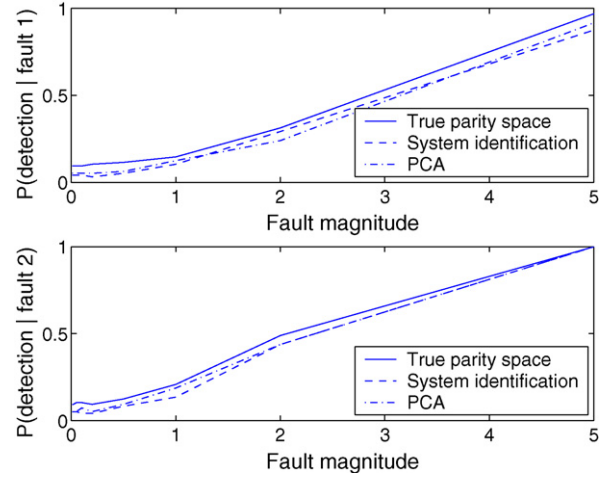 P(detection | fault 1)
1
0.5
0
True parity space
System identification
PCA
0 1 2 3 4 5
Fault magnitude
P(detection | fault 2)
1
0.5
0
True parity space
System identification
PCA
0 1 2 3 4 5
Fault magnitude